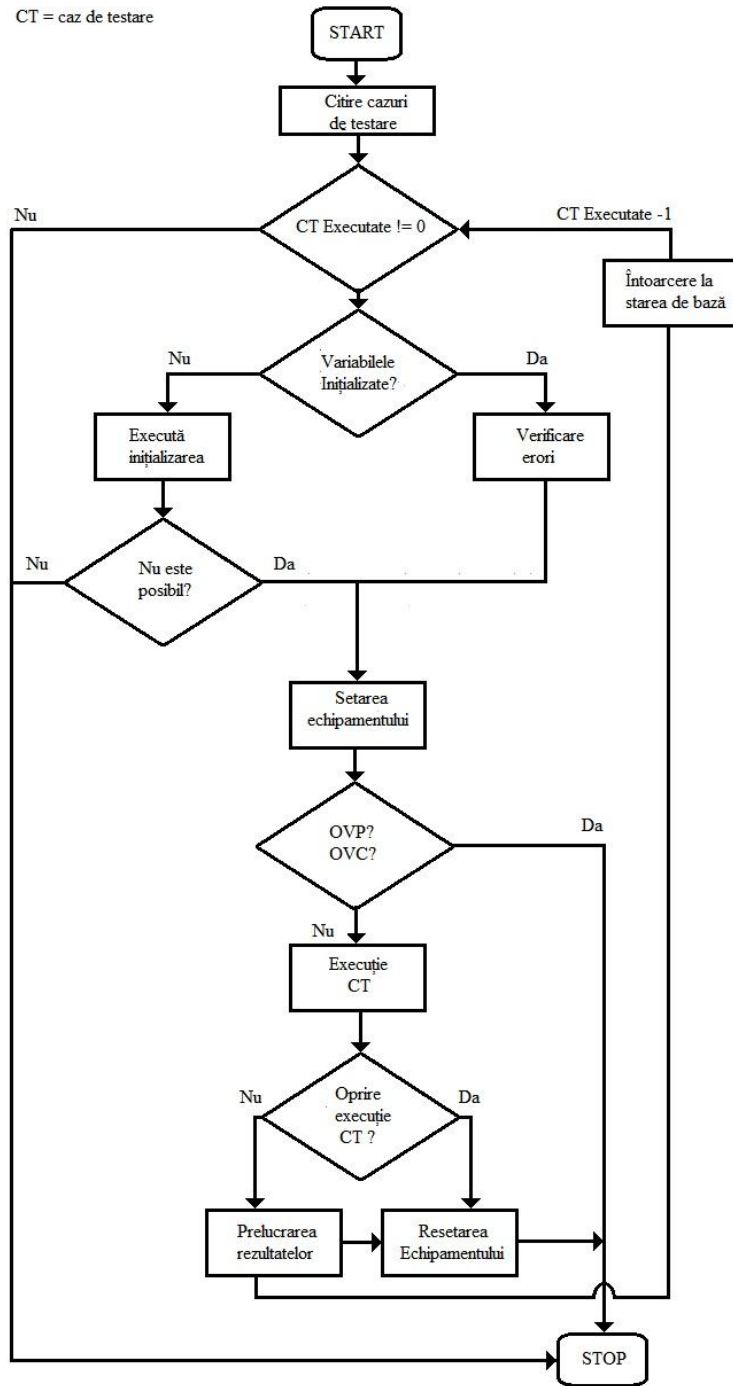 CT = caz de testare
START
Citire cazuri
de testare
Nu
CT Executate != 0
CT Executate -1
Întoarcere la
starea de bază
Nu
Variabilele
Inițializate?
Da
Execută
inițializarea
Verificare
erori
Nu
Nu este
posibil?
Da
Setarea
echipamentului
OVP?
OVC?
Da
Nu
Execuție
CT
Nu
Oprire
execuție
CT ?
Da
Prelucrarea
rezultatelor
Resetarea
Echipamentului
STOP